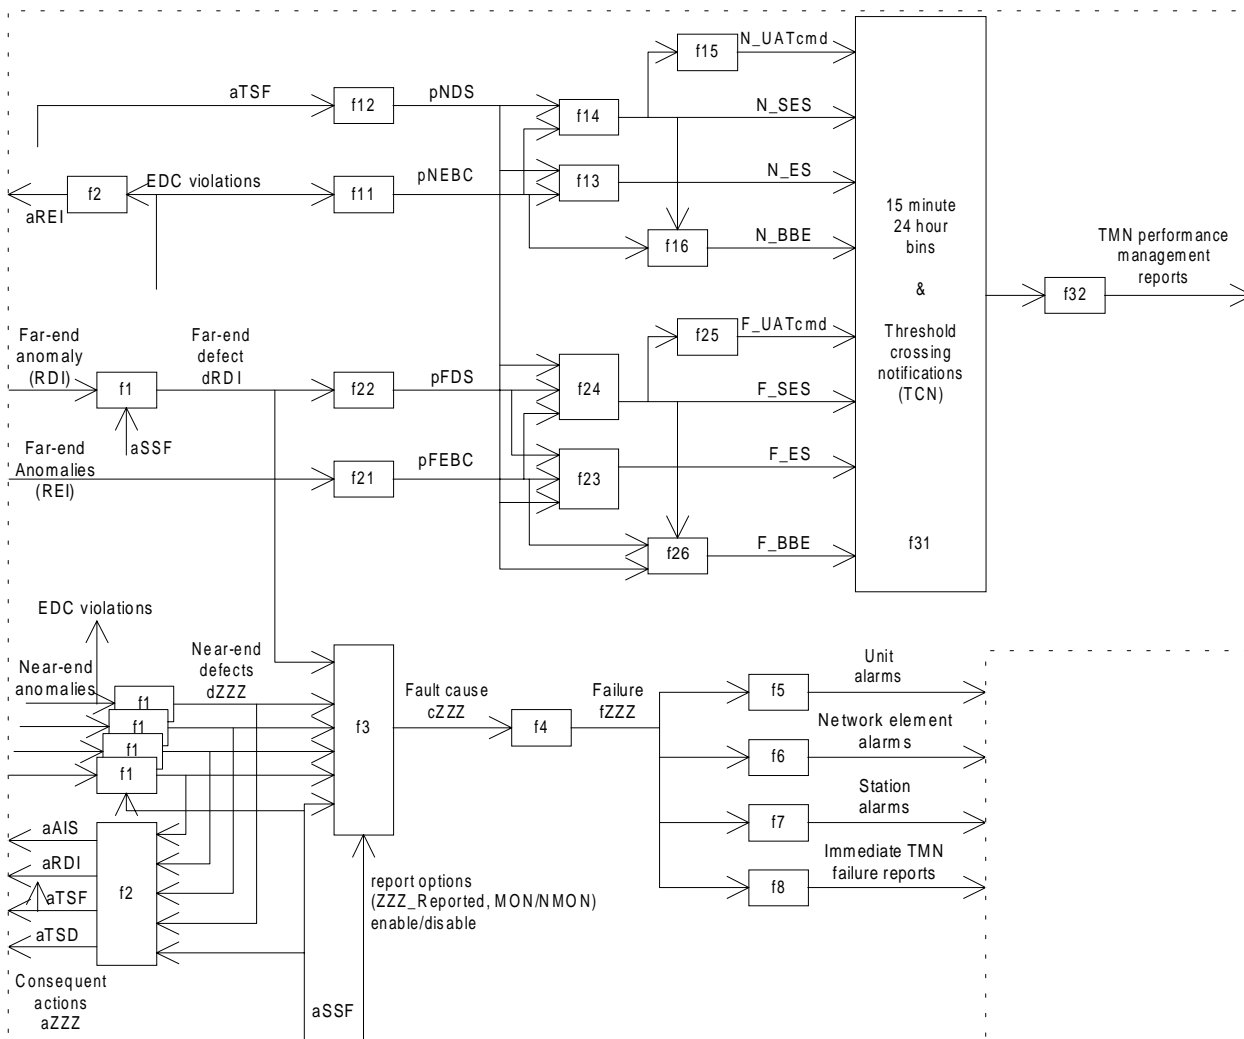 N_UATcmd
f15
aTSF
f12
pNDS
f14
N_SES
EDC violations
f2
aREI
f11
pNEBC
f13
N_ES
f16
N_BBE
15 minute
24 hour
bins
&
Threshold
crossing
notifications
(TCN)
f31
TMN performance
management
reports
f32
Far-end
anomaly
(RDI)
f1
aSSF
Far-end
defect
dRDI
f22
pFDS
f24
f25
F_UATcmd
F_SES
Far-end
Anomalies
(REI)
f21
pFEBC
f23
F_ES
f26
F_BBE
EDC violations
Near-end
anomalies
f1
f1
f1
f1
Near-end
defects
dZZZ
f3
Fault cause
cZZZ
f4
Failure
fZZZ
f5
Unit
alarms
f6
Network element
alarms
f7
Station
alarms
f8
Immediate TMN
failure reports
aAIS
aRDI
aTSF
aTSD
f2
Consequent
actions
aZZZ
report options
(ZZZ_Reported, MON/NMON)
enable/disable
aSSF